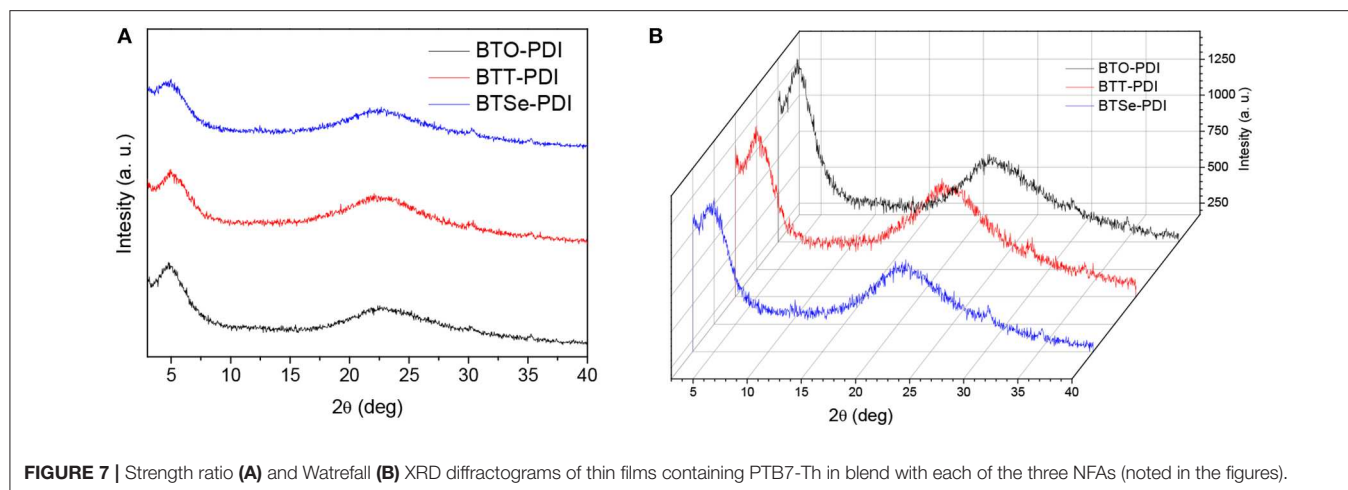 A
BTO-PDI
BTT-PDI
BTSe-PDI
Intesity (a. u.)
5 10 15 20 25 30 35 40
2θ (deg)
B
BTO-PDI
BTT-PDI
BTSe-PDI
1250
1000
750
500
250
Intesity (a. u.)
5 10 15 20 25 30 35 40
2θ (deg)
FIGURE 7 | Strength ratio (A) and Watrefall (B) XRD diffractograms of thin films containing PTB7-Th in blend with each of the three NFAs (noted in the figures).